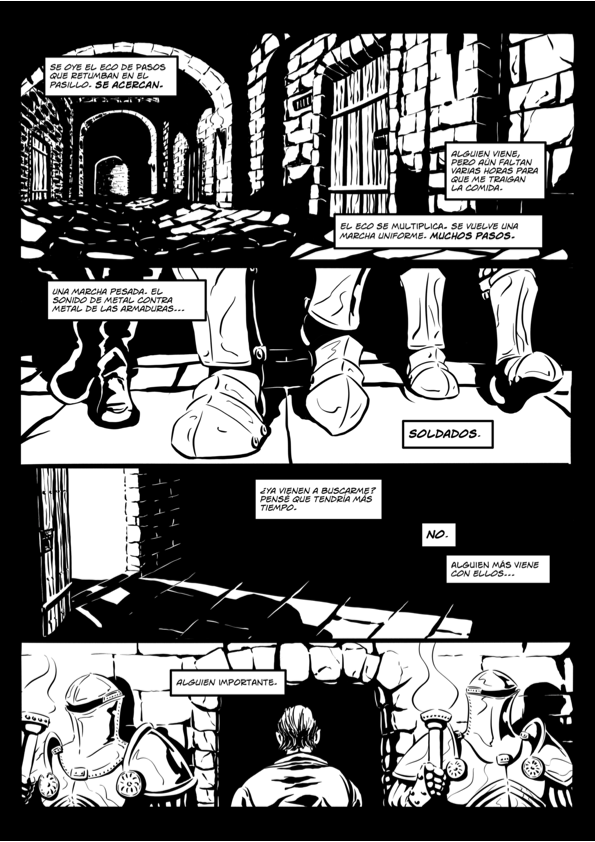 SE OYE EL ECO DE PASOS
QUE RETUMBAN EN EL
PASILLO. SE ACERCAN.
ALGUIEN VIENE,
PERO AÚN FALTAN
VARIAS HORAS PARA
QUE ME TRAIGAN
LA COMIDA.
EL ECO SE MULTIPLICA. SE VUELVE UNA
MARCHA UNIFORME. MUCHOS PASOS.
UNA MARCHA PESADA. EL
SONIDO DE METAL CONTRA
METAL DE LAS ARMADURAS...
SOLDADOS.
¿YA VIENEN A BUSCARME?
PENSÉ QUE TENDRÍA MÁS
TIEMPO.
NO.
ALGUIEN MÁS VIENE
CON ELLOS...
ALGUIEN IMPORTANTE.